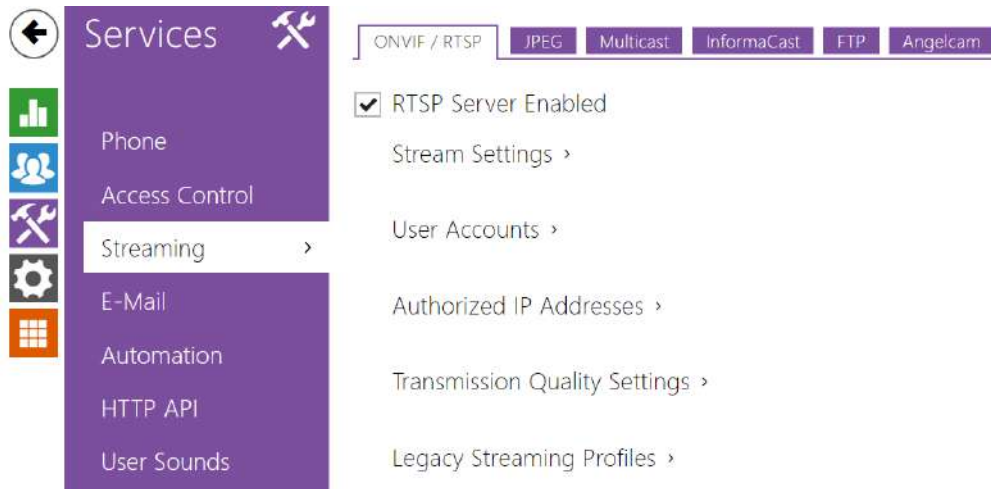 Services
Phone
Access Control
Streaming
E-Mail
Automation
HTTP API
User Sounds
ONVIF / RTSP JPEG Multicast InformaCast FTP Angelcam
RTSP Server Enabled
Stream Settings ›
User Accounts ›
Authorized IP Addresses ›
Transmission Quality Settings ›
Legacy Streaming Profiles ›